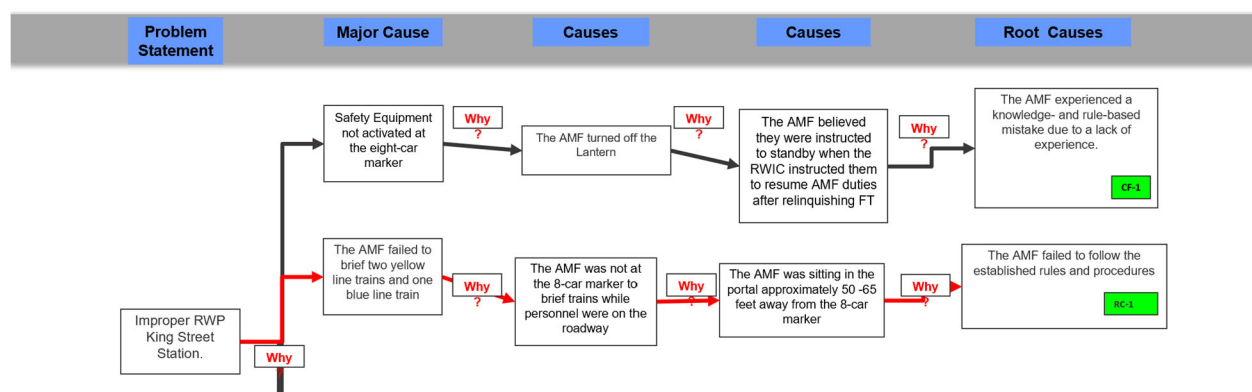 Problem
Statement
Major Cause
Causes
Causes
Root Causes
Safety Equipment
not activated at
the eight-car
marker
Why
?
The AMF turned off the
Lantern
Why
?
The AMF believed
they were instructed
to standby when the
RWIC instructed them
to resume AMF duties
after relinquishing FT
Why
?
The AMF experienced a
knowledge- and rule-based
mistake due to a lack of
experience.
CF-1
The AMF failed to
brief two yellow
line trains and one
blue line train
Why
?
The AMF was not at
the 8-car marker to
brief trains while
personnel were on the
roadway
Why
?
The AMF was sitting in the
portal approximately 50 -65
feet away from the 8-car
marker
Why
?
The AMF failed to follow the
established rules and procedures
RC-1
Improper RWP
King Street
Station.
Why
?